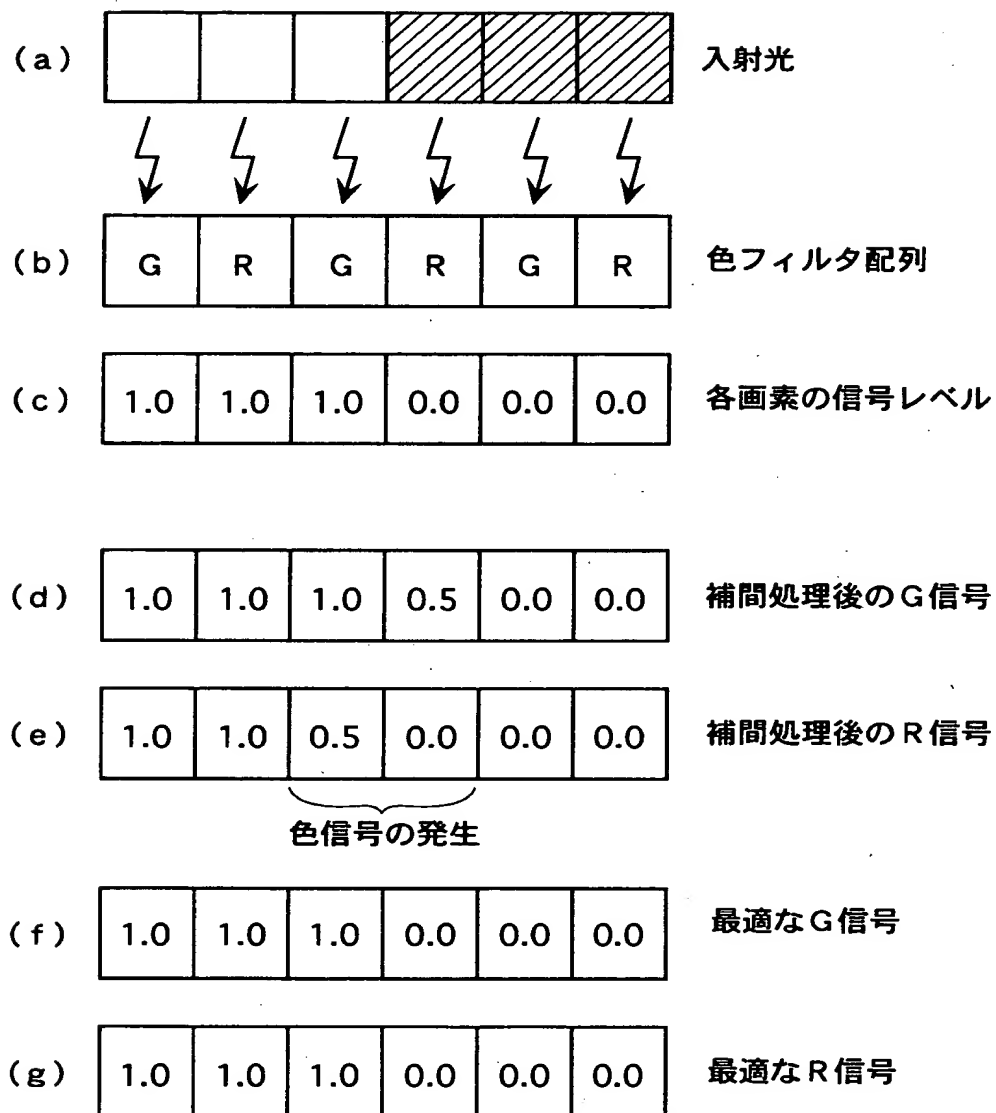 (a) 入射光
(b) G R G R G R 色フィルタ配列
(c) 1.0 1.0 1.0 0.0 0.0 0.0 各画素の信号レベル
(d) 1.0 1.0 1.0 0.5 0.0 0.0 補間処理後のG信号
(e) 1.0 1.0 0.5 0.0 0.0 0.0 補間処理後のR信号
色信号の発生
(f) 1.0 1.0 1.0 0.0 0.0 0.0 最適なG信号
(g) 1.0 1.0 1.0 0.0 0.0 0.0 最適なR信号